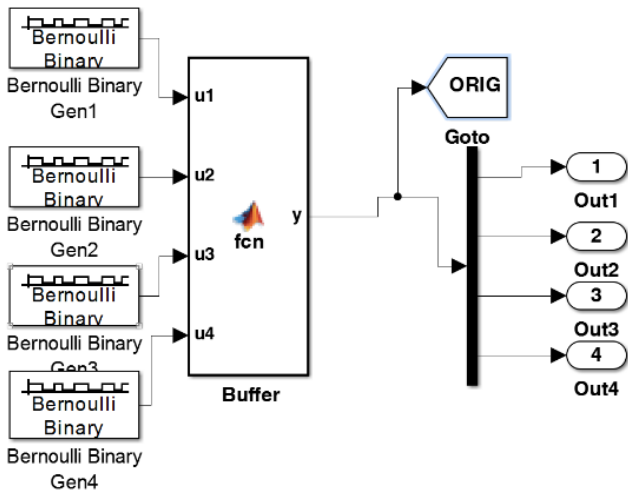 Bernoulli
Binary
Bernoulli Binary
Gen1
Bernoulli
Binary
Bernoulli Binary
Gen2
Bernoulli
Binary
Bernoulli Binary
Gen3
Bernoulli
Binary
Bernoulli Binary
Gen4
u1
u2
u3
u4
fcn
y
Buffer
ORIG
Goto
1
Out1
2
Out2
3
Out3
4
Out4